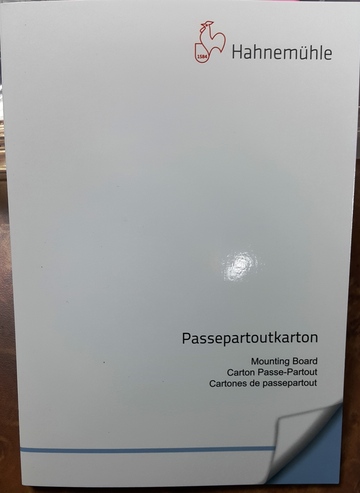 1584
Hahnemühle
Passepartoutkarton
Mounting Board
Carton Passe-Partout
Cartones de passepartout